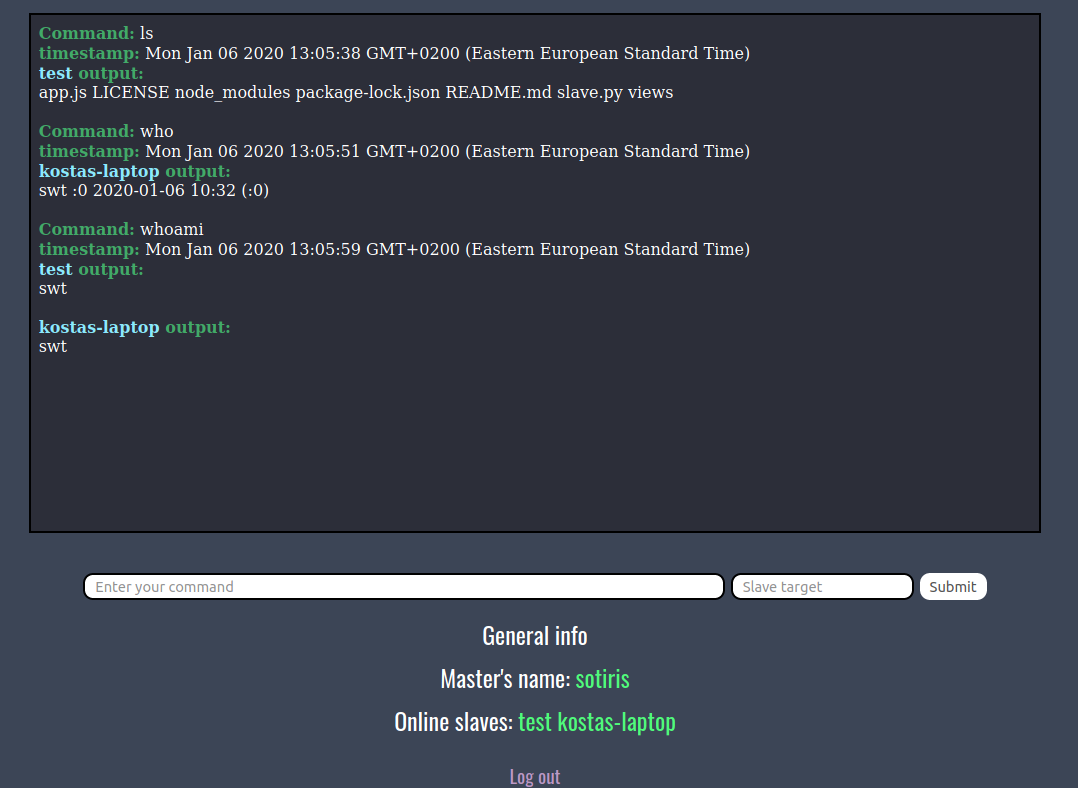 Command: ls
timestamp: Mon Jan 06 2020 13:05:38 GMT+0200 (Eastern European Standard Time)
test output:
app.js LICENSE node_modules package-lock.json README.md slave.py views
Command: who
timestamp: Mon Jan 06 2020 13:05:51 GMT+0200 (Eastern European Standard Time)
kostas-laptop output:
swt :0 2020-01-06 10:32 (:0)
Command: whoami
timestamp: Mon Jan 06 2020 13:05:59 GMT+0200 (Eastern European Standard Time)
test output:
swt
kostas-laptop output:
swt
Enter your command Slave target Submit
General info
Master's name: sotiris
Online slaves: test kostas-laptop
Log out